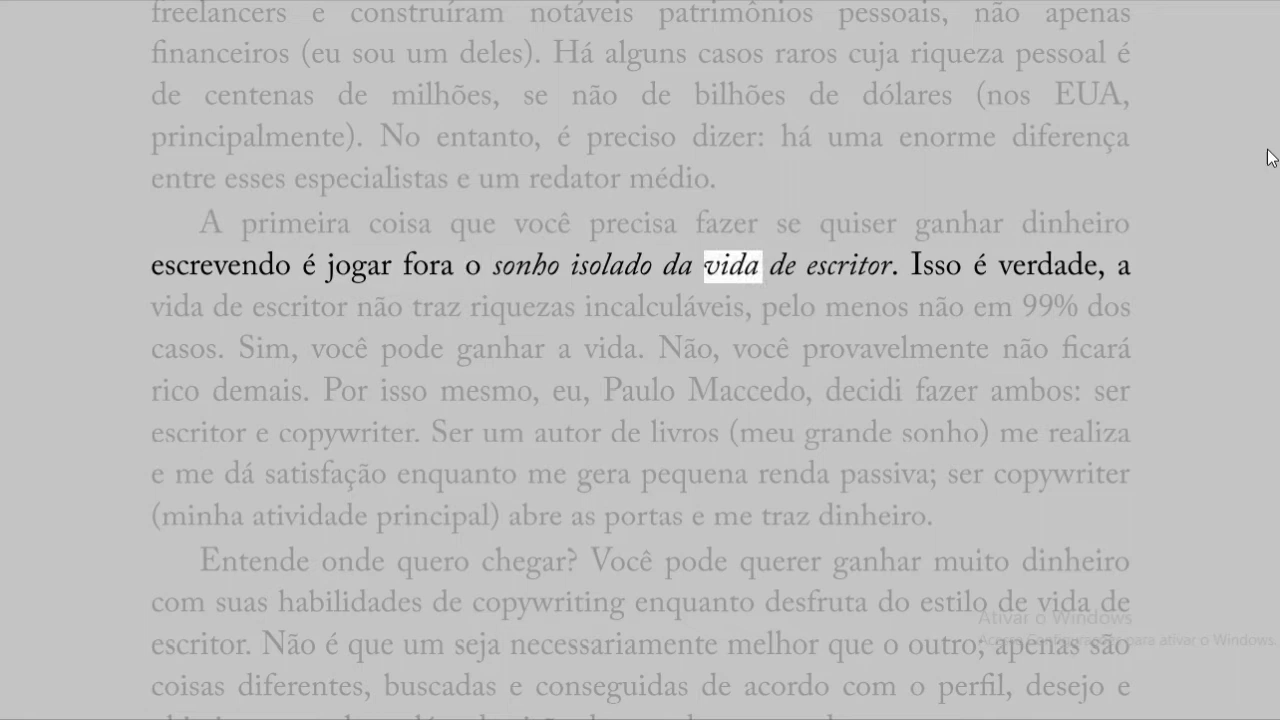 freelancers e construíram notáveis patrimônios pessoais, não apenas
financeiros (eu sou um deles). Há alguns casos raros cuja riqueza pessoal é
de centenas de milhões, se não de bilhões de dólares (nos EUA,
principalmente). No entanto, é preciso dizer: há uma enorme diferença
entre esses especialistas e um redator médio.
A primeira coisa que você precisa fazer se quiser ganhar dinheiro
escrevendo é jogar fora o sonho isolado da vida de escritor. Isso é verdade, a
vida de escritor não traz riquezas incalculáveis, pelo menos não em 99% dos
casos. Sim, você pode ganhar a vida. Não, você provavelmente não ficará
rico demais. Por isso mesmo, eu, Paulo Maccedo, decidi fazer ambos: ser
escritor e copywriter. Ser um autor de livros (meu grande sonho) me realiza
e me dá satisfação enquanto me gera pequena renda passiva; ser copywriter
(minha atividade principal) abre as portas e me traz dinheiro.
Entende onde quero chegar? Você pode querer ganhar muito dinheiro
com suas habilidades de copywriting enquanto desfruta do estilo de vida de
escritor. Não é que um seja necessariamente melhor que o outro; apenas são
coisas diferentes, buscadas e conseguidas de acordo com o perfil, desejo e
Ativar o Windows
Acesse Configurações para ativar o Windows.